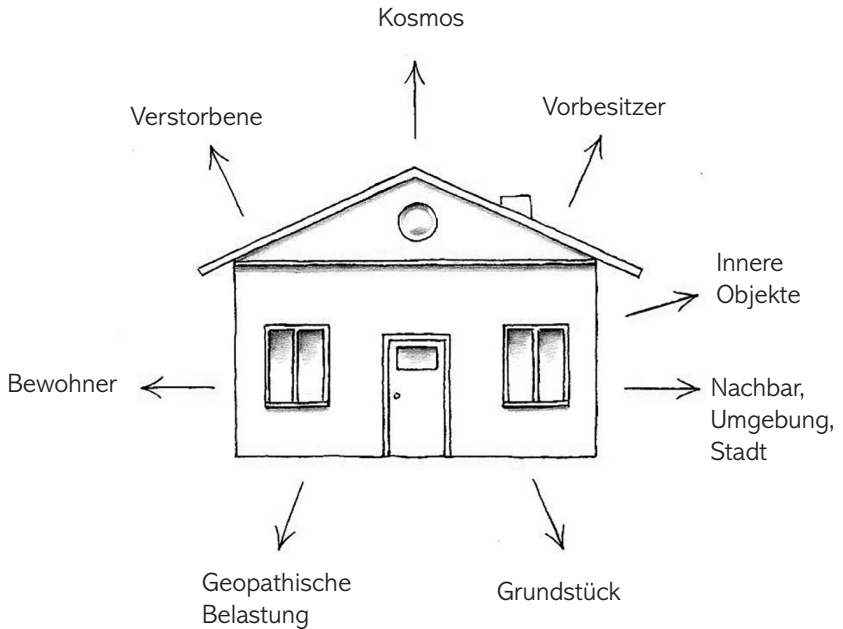 Kosmos
Verstorbene
Vorbesitzer
Innere
Objekte
Bewohner
Nachbar,
Umgebung,
Stadt
Geopathische
Belastung
Grundstück